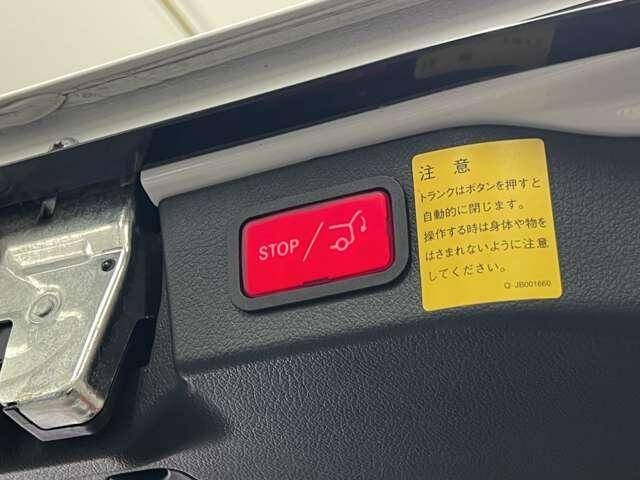 STOP/
注意
トランクはボタンを押すと
自動的に閉じます。
操作する時は身体や物を
はさまれないように注意
してください。
Q JB001660